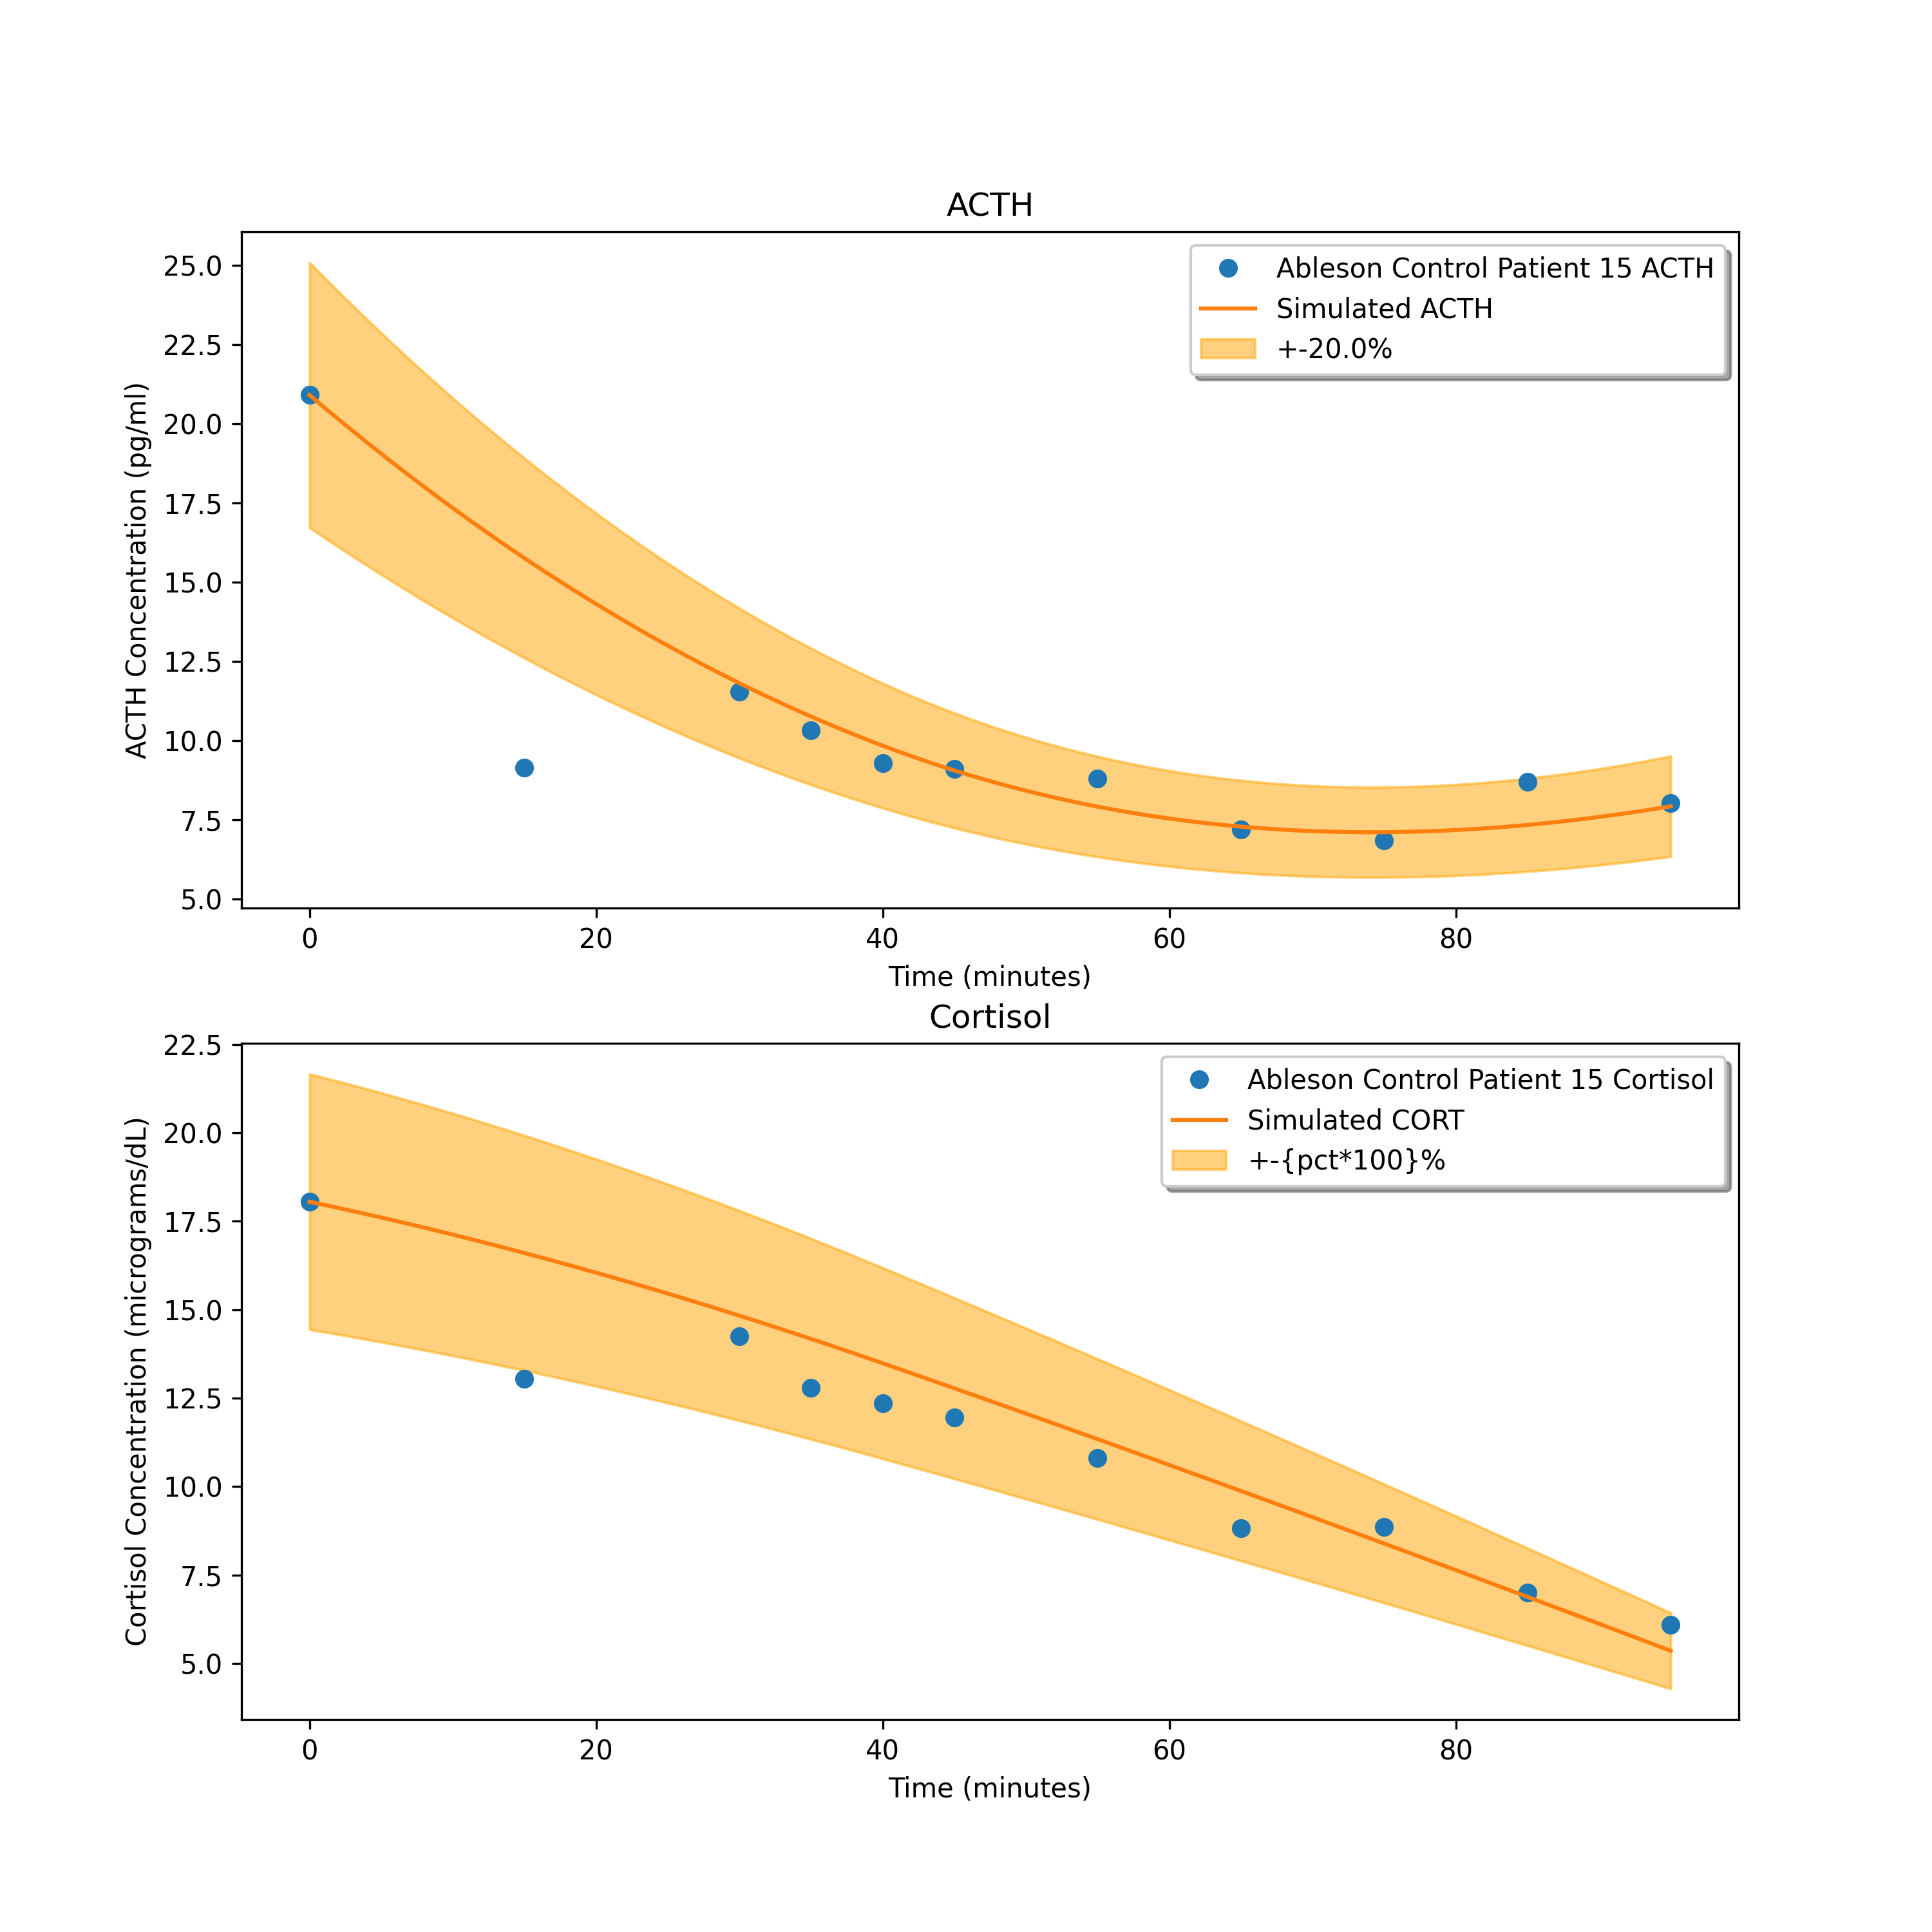 ACTH
25.0
22.5
20.0
17.5
15.0
12.5
10.0
7.5
5.0
ACTH Concentration (pg/ml)
Ableson Control Patient 15 ACTH
Simulated ACTH
+-20.0%
0 20 40 60 80
Time (minutes)
Cortisol
22.5
20.0
17.5
15.0
12.5
10.0
7.5
5.0
Cortisol Concentration (micrograms/dL)
Ableson Control Patient 15 Cortisol
Simulated CORT
+-{pct*100}%
0 20 40 60 80
Time (minutes)